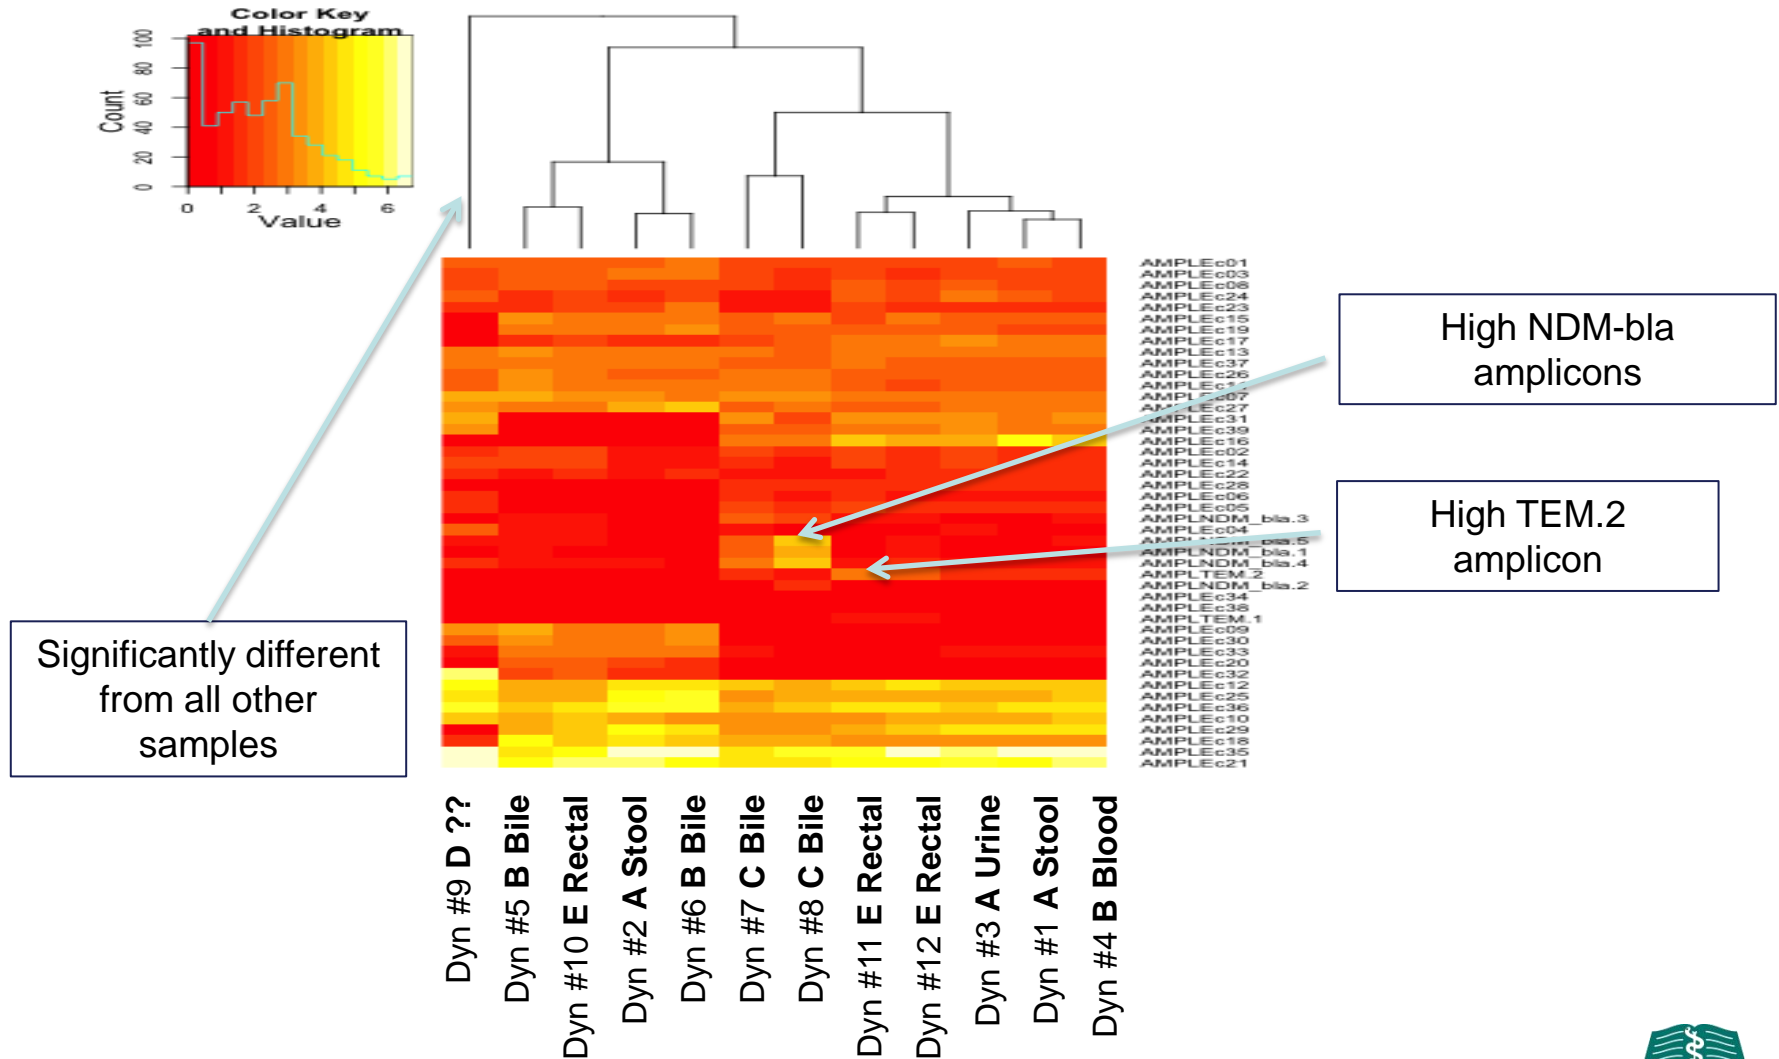 Color Key
and Histogram
Count
0
20
40
60
80
100
0
2
4
6
Value
AMPLEc01
AMPLEc03
AMPLEc08
AMPLEc24
AMPLEc23
AMPLEc15
AMPLEc19
AMPLEc17
AMPLEc13
AMPLEc37
AMPLEc26
AMPLEc07
AMPLEc27
AMPLEc31
AMPLEc39
AMPLEc16
AMPLEc02
AMPLEc14
AMPLEc22
AMPLEc28
AMPLEc06
AMPLEc05
AMPLNDM_bla.3
AMPLEc04
AMPLNDM_bla.5
AMPLNDM_bla.1
AMPLNDM_bla.4
AMPLTEM.2
AMPLNDM_bla.2
AMPLEc34
AMPLEc38
AMPLTEM.1
AMPLEc09
AMPLEc30
AMPLEc33
AMPLEc20
AMPLEc32
AMPLEc12
AMPLEc25
AMPLEc36
AMPLEc10
AMPLEc29
AMPLEc18
AMPLEc35
AMPLEc21
High NDM-bla
amplicons
High TEM.2
amplicon
Significantly different
from all other
samples
Dyn #9 D ??
Dyn #5 B Bile
Dyn #10 E Rectal
Dyn #2 A Stool
Dyn #6 B Bile
Dyn #7 C Bile
Dyn #8 C Bile
Dyn #11 E Rectal
Dyn #12 E Rectal
Dyn #3 A Urine
Dyn #1 A Stool
Dyn #4 B Blood